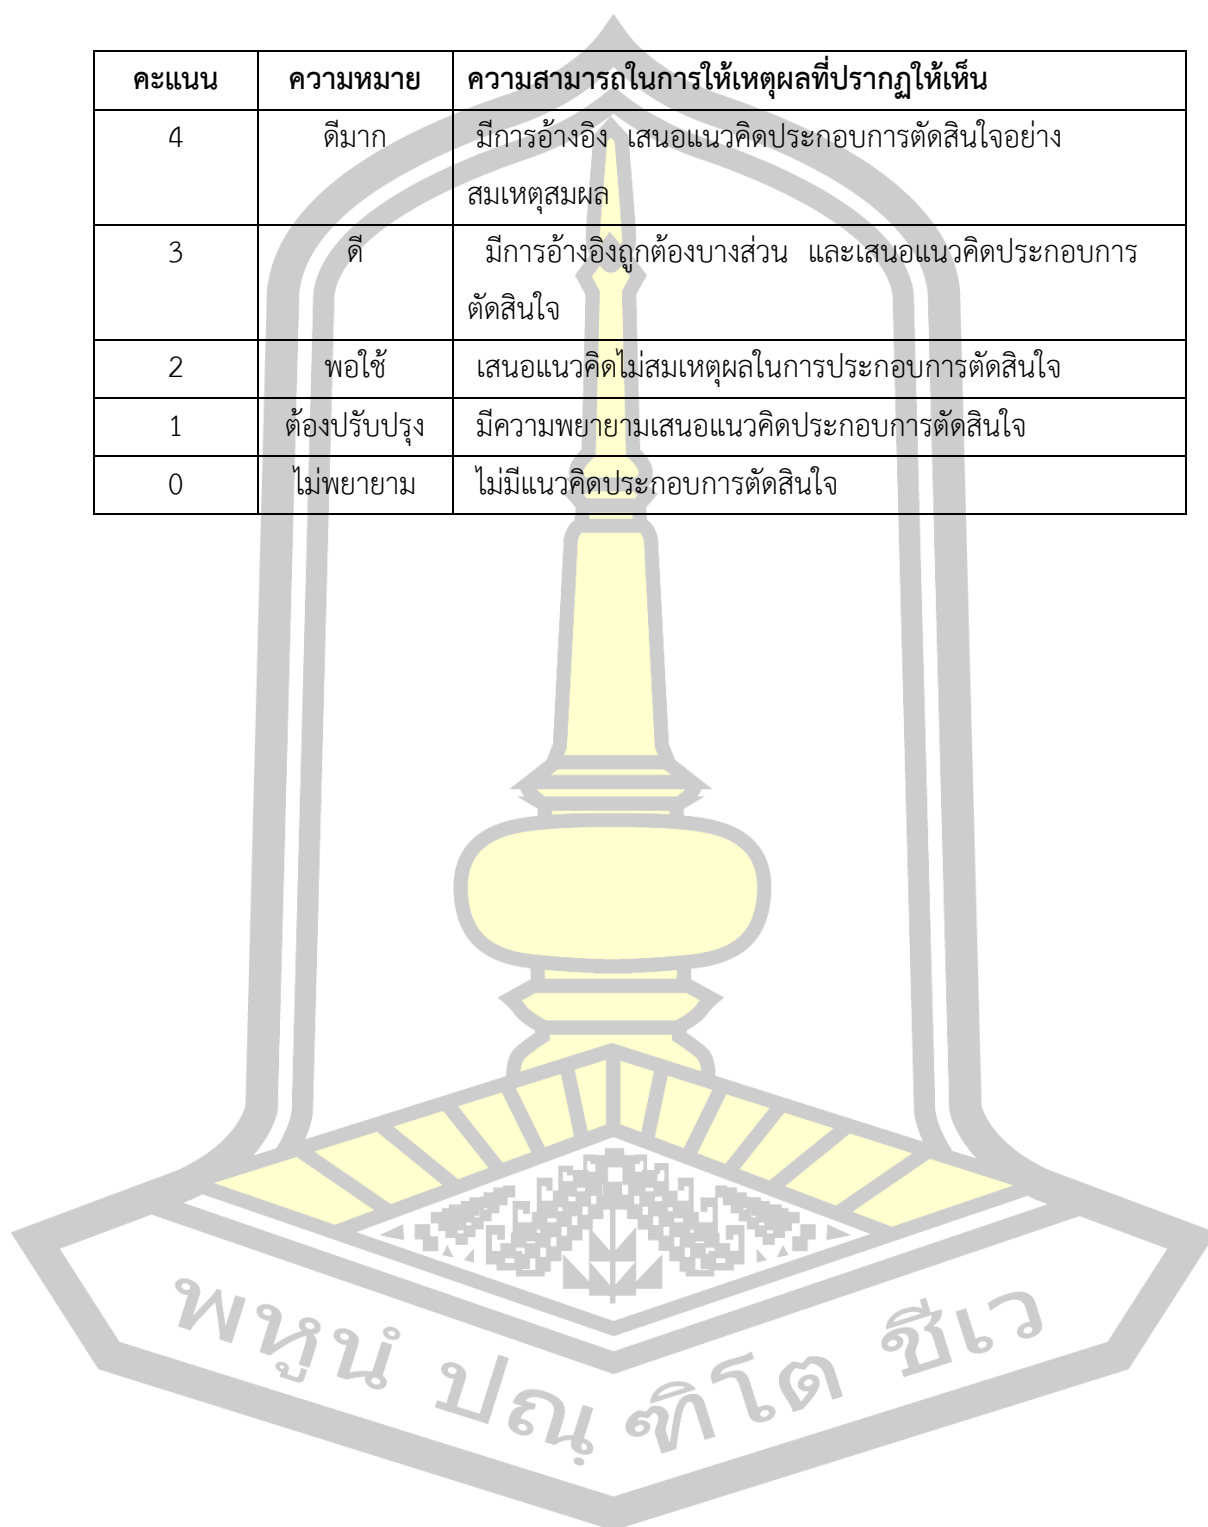 คะแนน ความหมาย ความสามารถในการให้เหตุผลที่ปรากฏให้เห็น
4 ดีมาก มีการอ้างอิง เสนอแนวคิดประกอบการตัดสินใจอย่าง
สมเหตุสมผล
3 ดี มีการอ้างอิงถูกต้องบางส่วน และเสนอแนวคิดประกอบการ
ตัดสินใจ
2 พอใช้ เสนอแนวคิดไม่สมเหตุผลในการประกอบการตัดสินใจ
1 ต้องปรับปรุง มีความพยายามเสนอแนวคิดประกอบการตัดสินใจ
0 ไม่พยายาม ไม่มีแนวคิดประกอบการตัดสินใจ
พหูนํ ปณฺฑิโต ชีเว